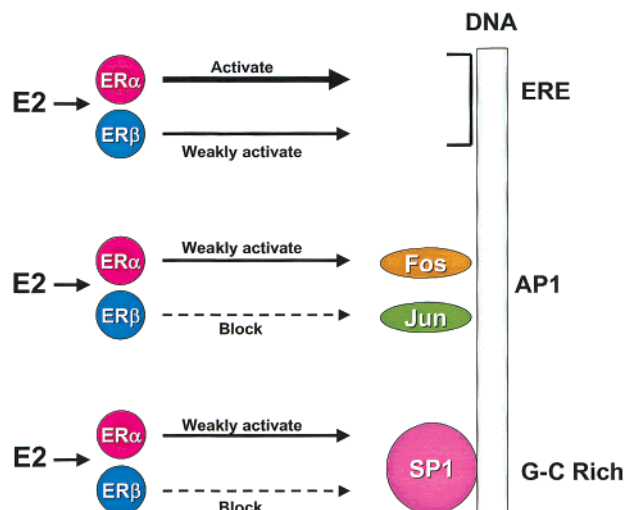 DNA
E2
ERα
Activate
ERβ
Weakly activate
ERE
E2
ERα
Weakly activate
Fos
ERβ
Block
Jun
AP1
E2
ERα
Weakly activate
ERβ
Block
SP1
G-C Rich